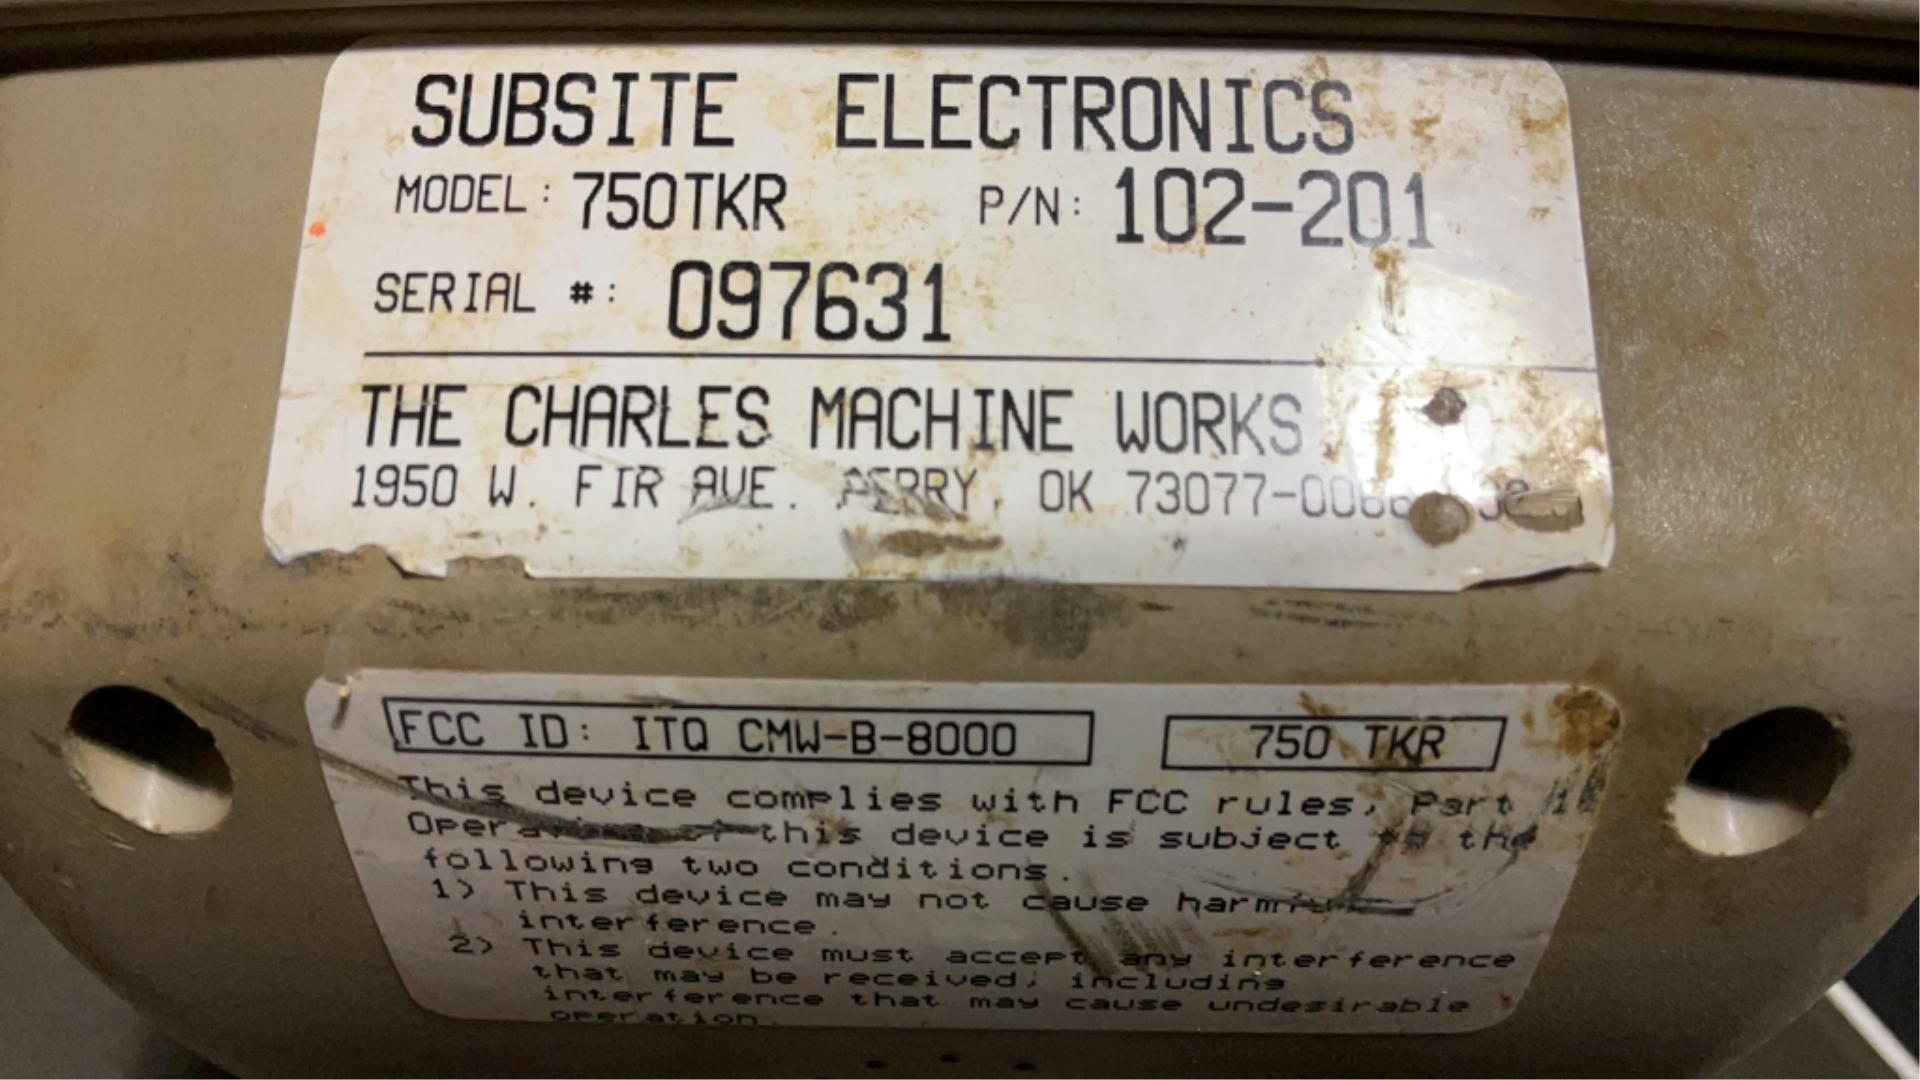 SUBSITE ELECTRONICS
MODEL: 750TKR P/N: 102-201
SERIAL #: 097631
THE CHARLES MACHINE WORKS
1950 W. FIR AVE. PERRY, OK
FCC ID: ITQ CMW-B-8000 750 TKR
This device complies with FCC rules, Part
this device is subject to the
following two conditions.
1) This device may not cause harmful
interference.
2) This device must accept any interference
that may be received, including
interference that may cause undesirable
operation.